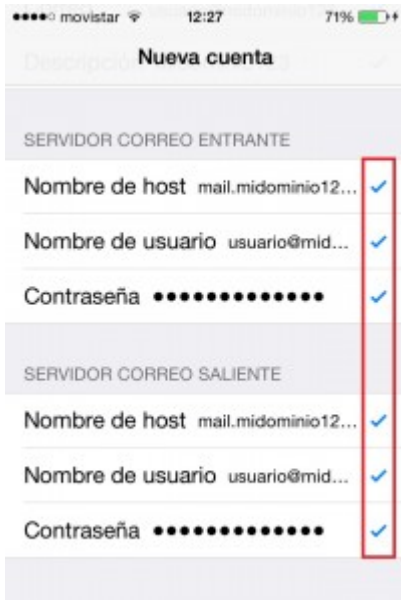 movistar 12:27 71%
Nueva cuenta
Descripción
SERVIDOR CORREO ENTRANTE
Nombre de host mail.midominio12...
Nombre de usuario usuario@mid...
Contraseña ●●●●●●●●●●●●●
SERVIDOR CORREO SALIENTE
Nombre de host mail.midominio12...
Nombre de usuario usuario@mid...
Contraseña ●●●●●●●●●●●●●